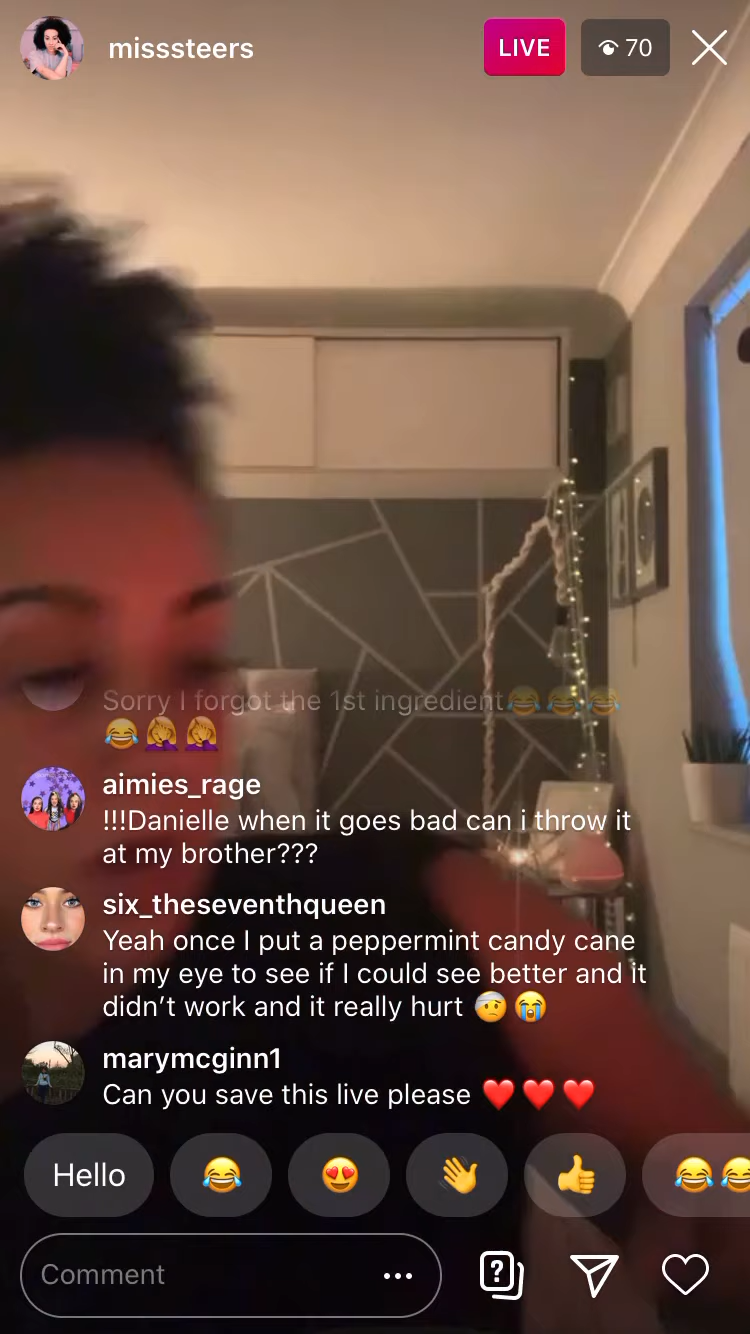 misssteers
LIVE
70
Sorry I forgot the 1st ingredient😂😂😂
😂🤦‍♀️🤦‍♀️
aimies_rage
!!!Danielle when it goes bad can i throw it
at my brother???
six_theseventhqueen
Yeah once I put a peppermint candy cane
in my eye to see if I could see better and it
didn’t work and it really hurt 🤕😭
marymcginn1
Can you save this live please ❤️❤️❤️
Hello 😂 😍 👋 👍 😂😂
Comment
?